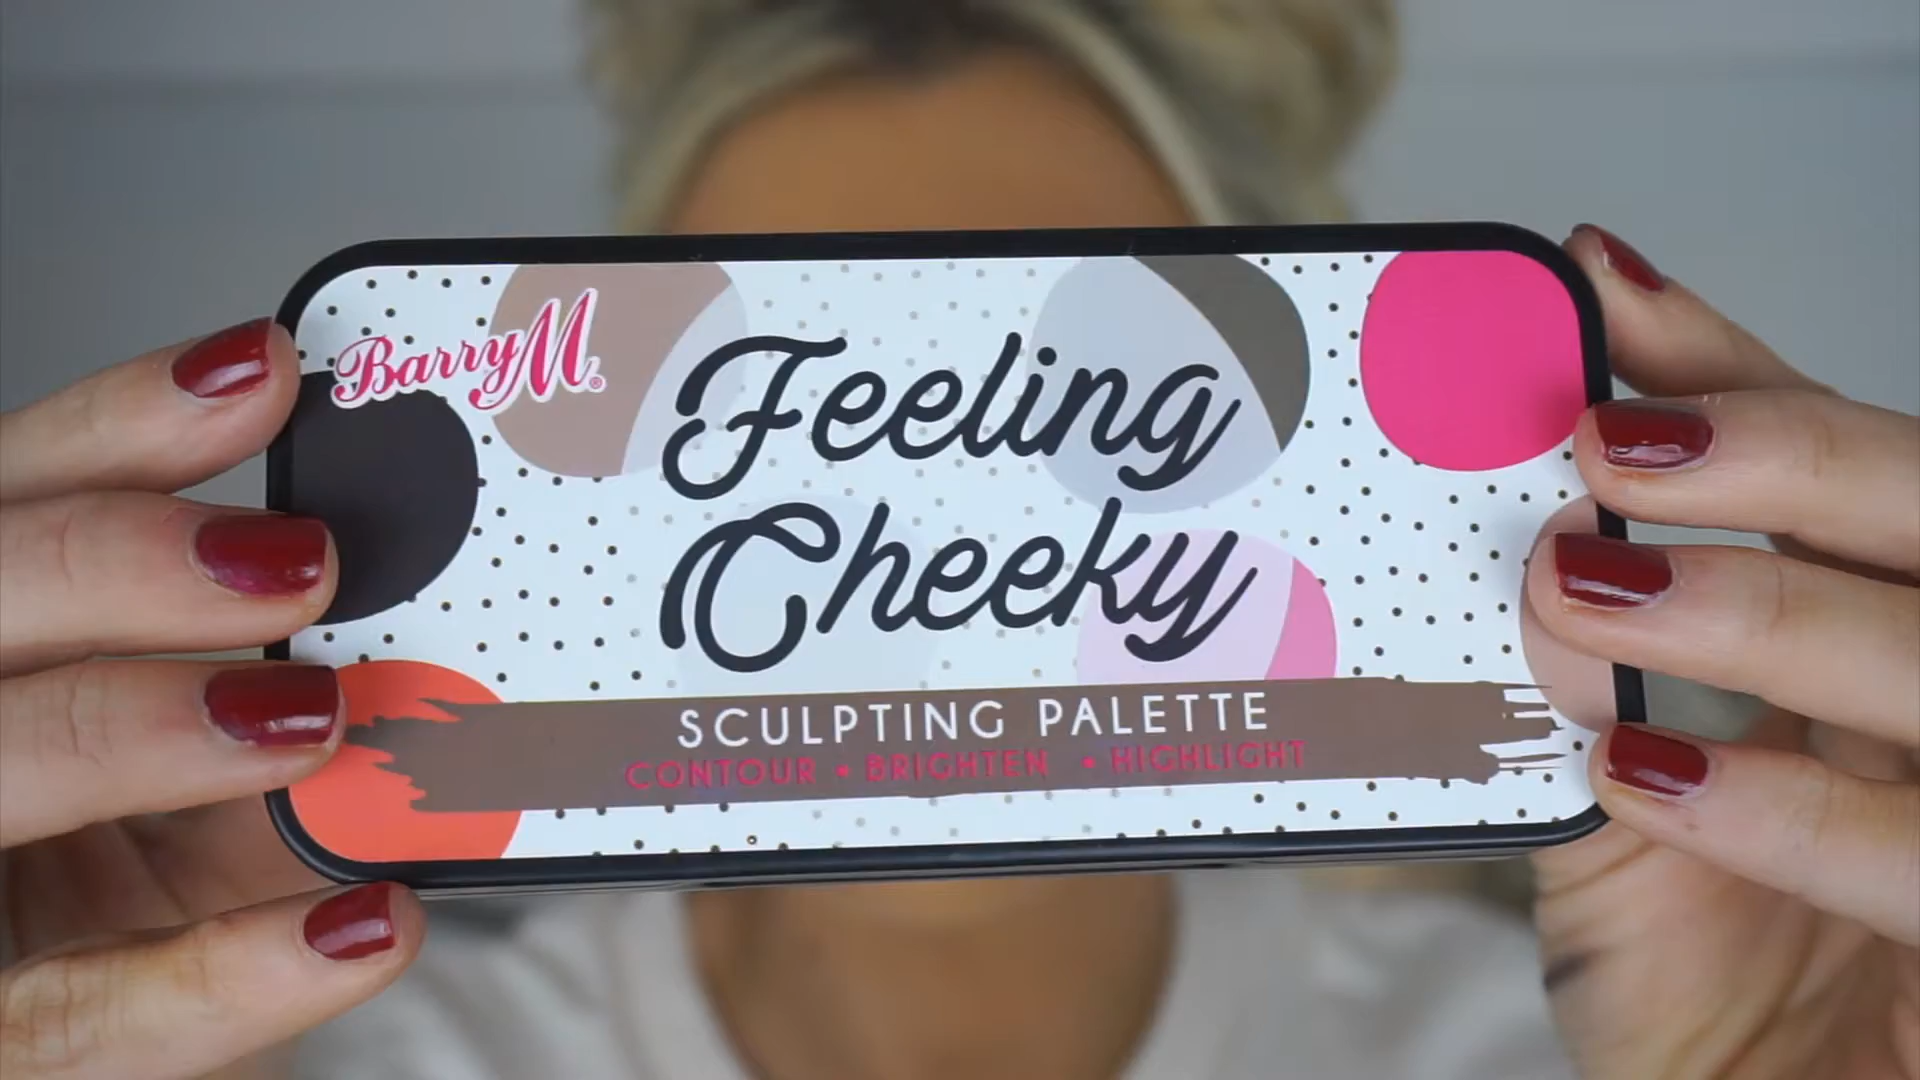 Barry M®
Feeling
Cheeky
SCULPTING PALETTE
CONTOUR • BRIGHTEN • HIGHLIGHT